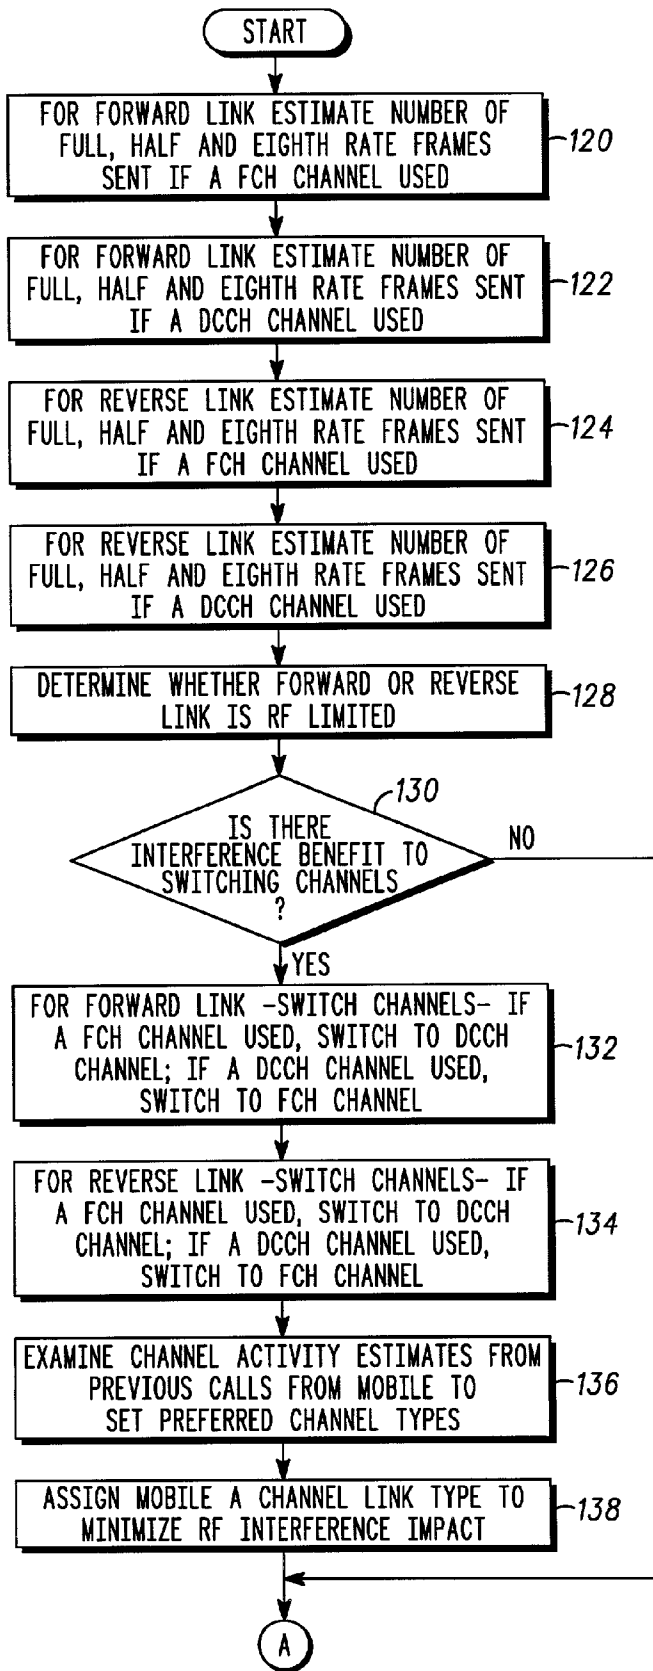 START
FOR FORWARD LINK ESTIMATE NUMBER OF
FULL, HALF AND EIGHTH RATE FRAMES
SENT IF A FCH CHANNEL USED
120
FOR FORWARD LINK ESTIMATE NUMBER OF
FULL, HALF AND EIGHTH RATE FRAMES SENT
IF A DCCH CHANNEL USED
122
FOR REVERSE LINK ESTIMATE NUMBER OF
FULL, HALF AND EIGHTH RATE FRAMES SENT
IF A FCH CHANNEL USED
124
FOR REVERSE LINK ESTIMATE NUMBER OF
FULL, HALF AND EIGHTH RATE FRAMES SENT
IF A DCCH CHANNEL USED
126
DETERMINE WHETHER FORWARD OR REVERSE
LINK IS RF LIMITED
128
130
IS THERE
INTERFERENCE BENEFIT TO
SWITCHING CHANNELS
?
NO
YES
FOR FORWARD LINK -SWITCH CHANNELS- IF
A FCH CHANNEL USED, SWITCH TO DCCH
CHANNEL; IF A DCCH CHANNEL USED,
SWITCH TO FCH CHANNEL
132
FOR REVERSE LINK -SWITCH CHANNELS- IF
A FCH CHANNEL USED, SWITCH TO DCCH
CHANNEL; IF A DCCH CHANNEL USED,
SWITCH TO FCH CHANNEL
134
EXAMINE CHANNEL ACTIVITY ESTIMATES FROM
PREVIOUS CALLS FROM MOBILE TO
SET PREFERRED CHANNEL TYPES
136
ASSIGN MOBILE A CHANNEL LINK TYPE TO
MINIMIZE RF INTERFERENCE IMPACT
138
A